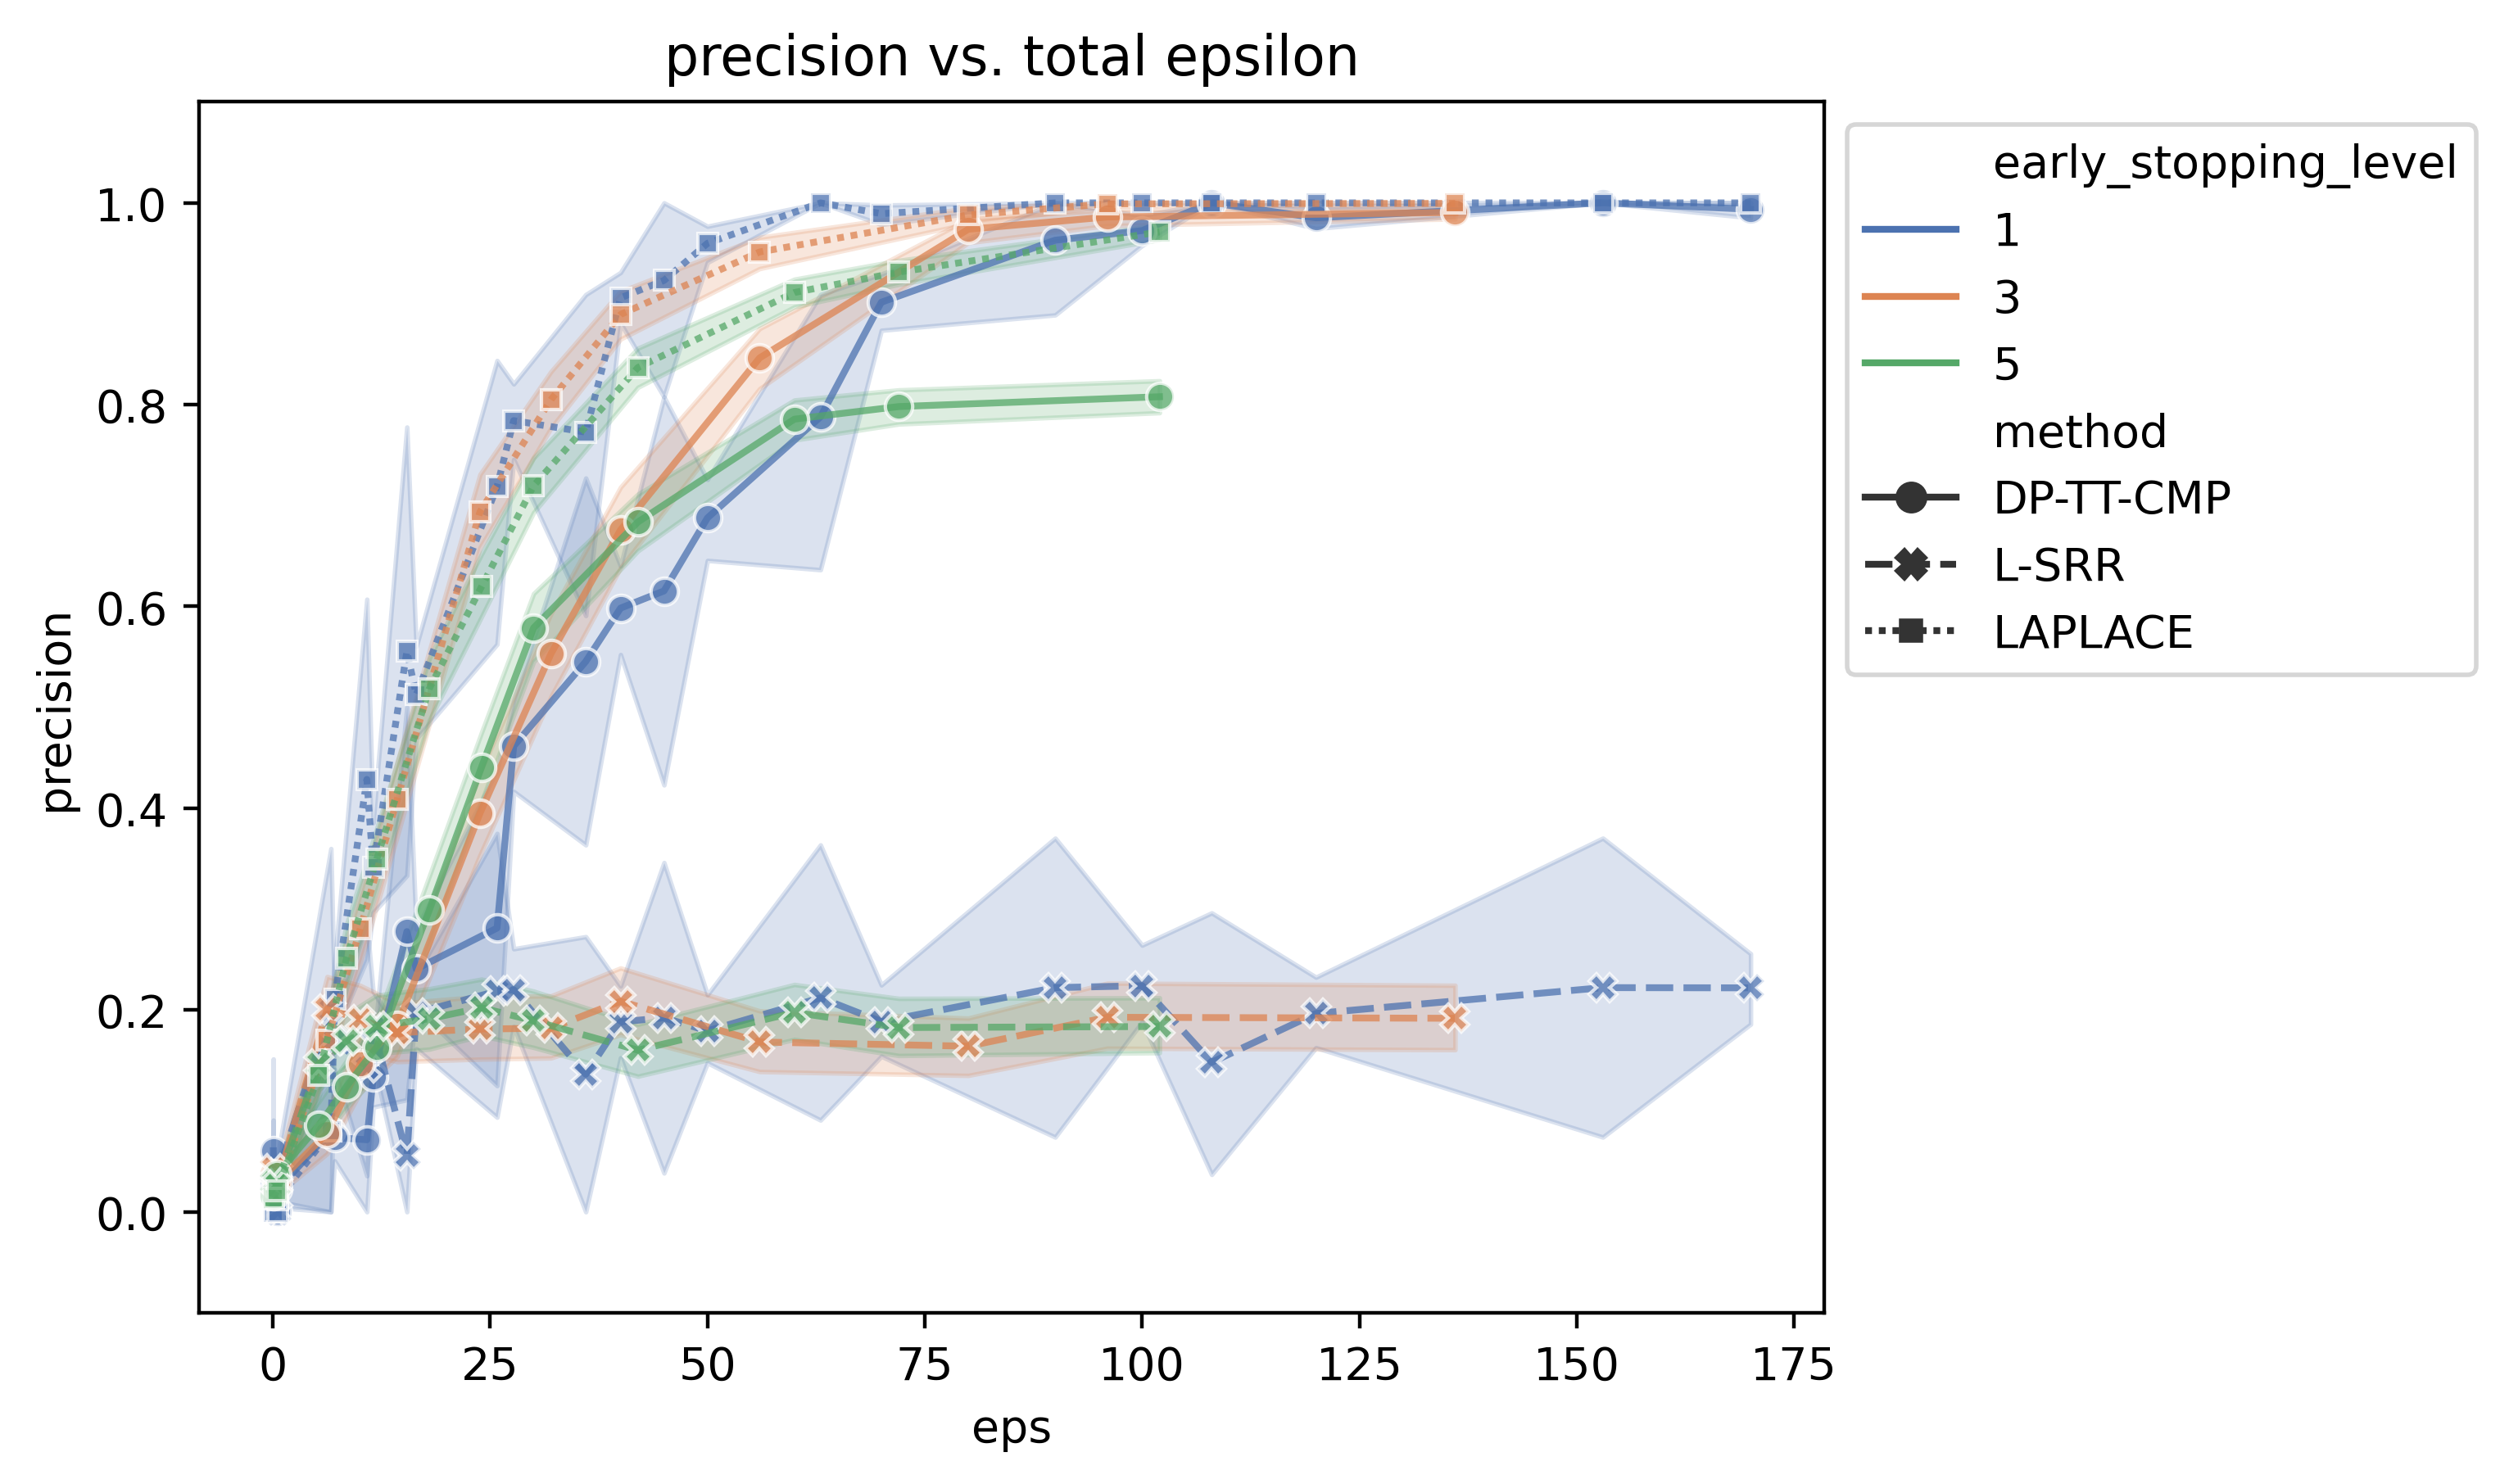 precision vs. total epsilon
precision
1.0
0.8
0.6
0.4
0.2
0.0
0 25 50 75 100 125 150 175
eps
early_stopping_level
1
3
5
method
DP-TT-CMP
L-SRR
LAPLACE